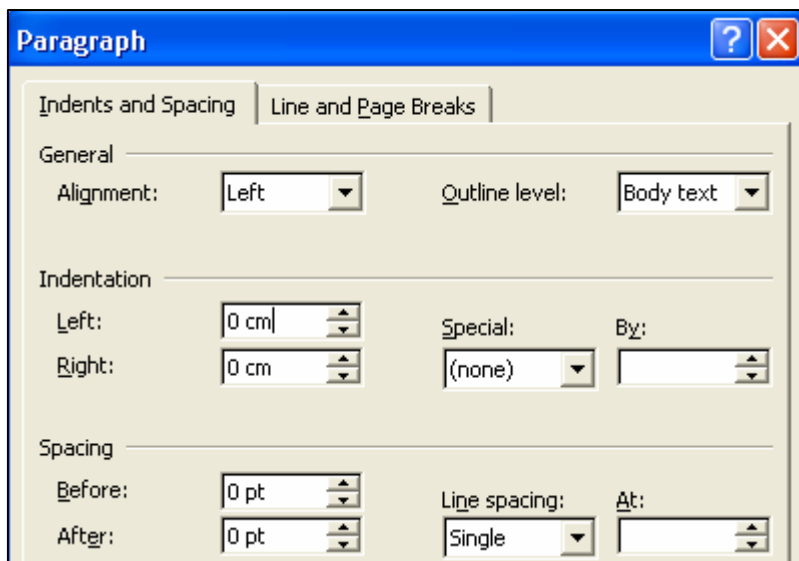 Paragraph ?
Indents and Spacing Line and Page Breaks
General
Alignment: Left Outline level: Body text
Indentation
Left: 0 cm Special: By:
Right: 0 cm (none)
Spacing
Before: 0 pt Line spacing: At:
After: 0 pt Single